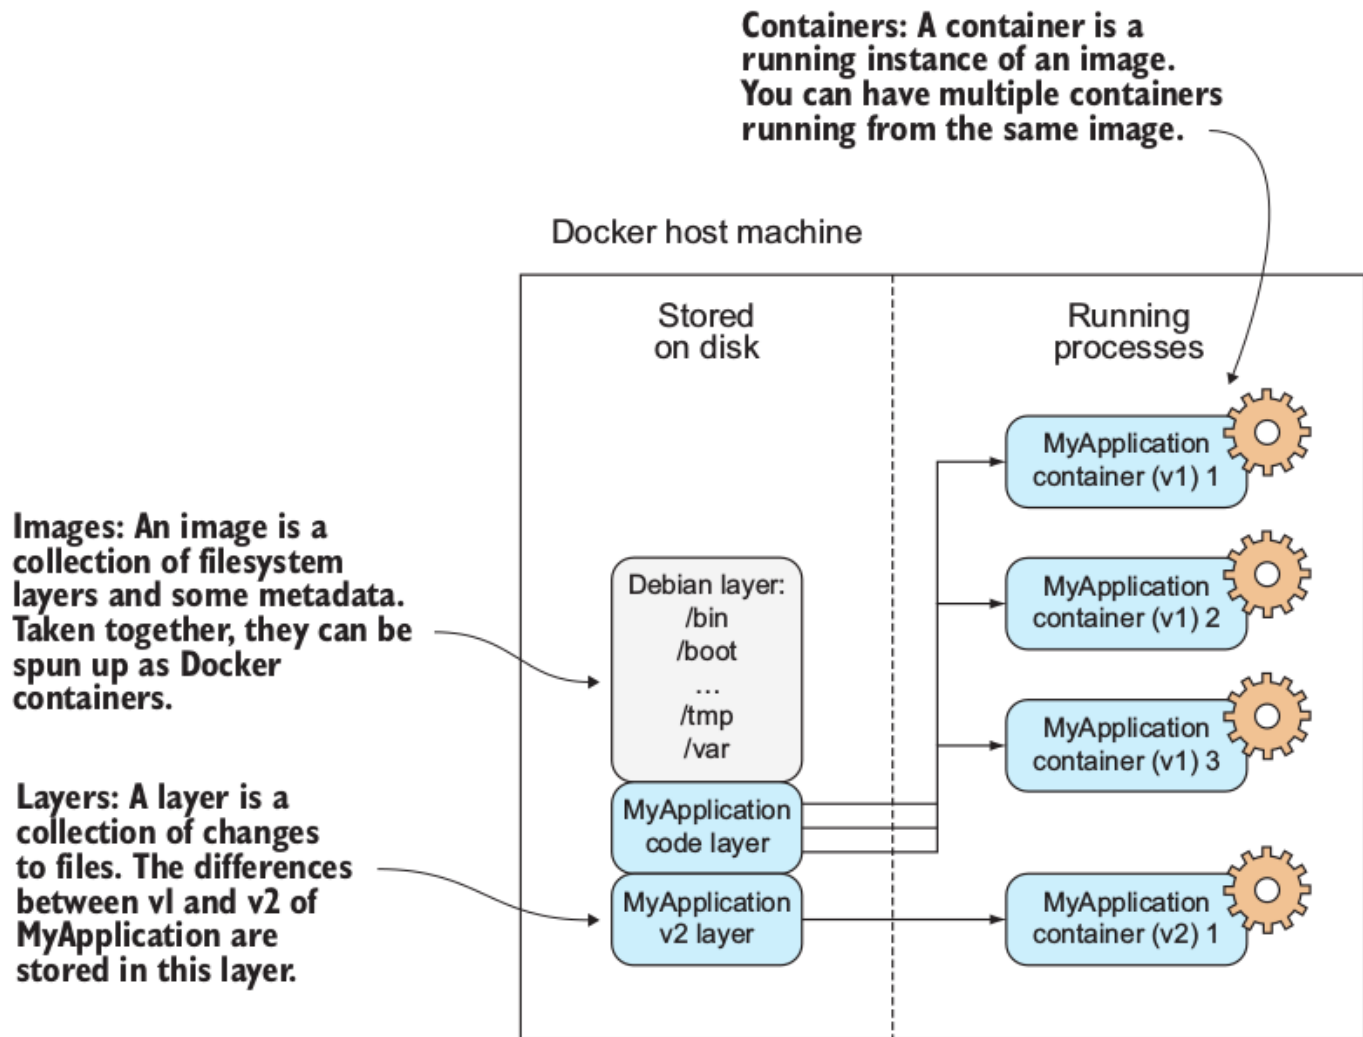 Containers: A container is a
running instance of an image.
You can have multiple containers
running from the same image.
Docker host machine
Stored
on disk
Running
processes
MyApplication
container (v1) 1
Images: An image is a
collection of filesystem
layers and some metadata.
Taken together, they can be
spun up as Docker
containers.
Debian layer:
/bin
/boot
...
/tmp
/var
MyApplication
container (v1) 2
MyApplication
container (v1) 3
Layers: A layer is a
collection of changes
to files. The differences
between v1 and v2 of
MyApplication are
stored in this layer.
MyApplication
code layer
MyApplication
v2 layer
MyApplication
container (v2) 1